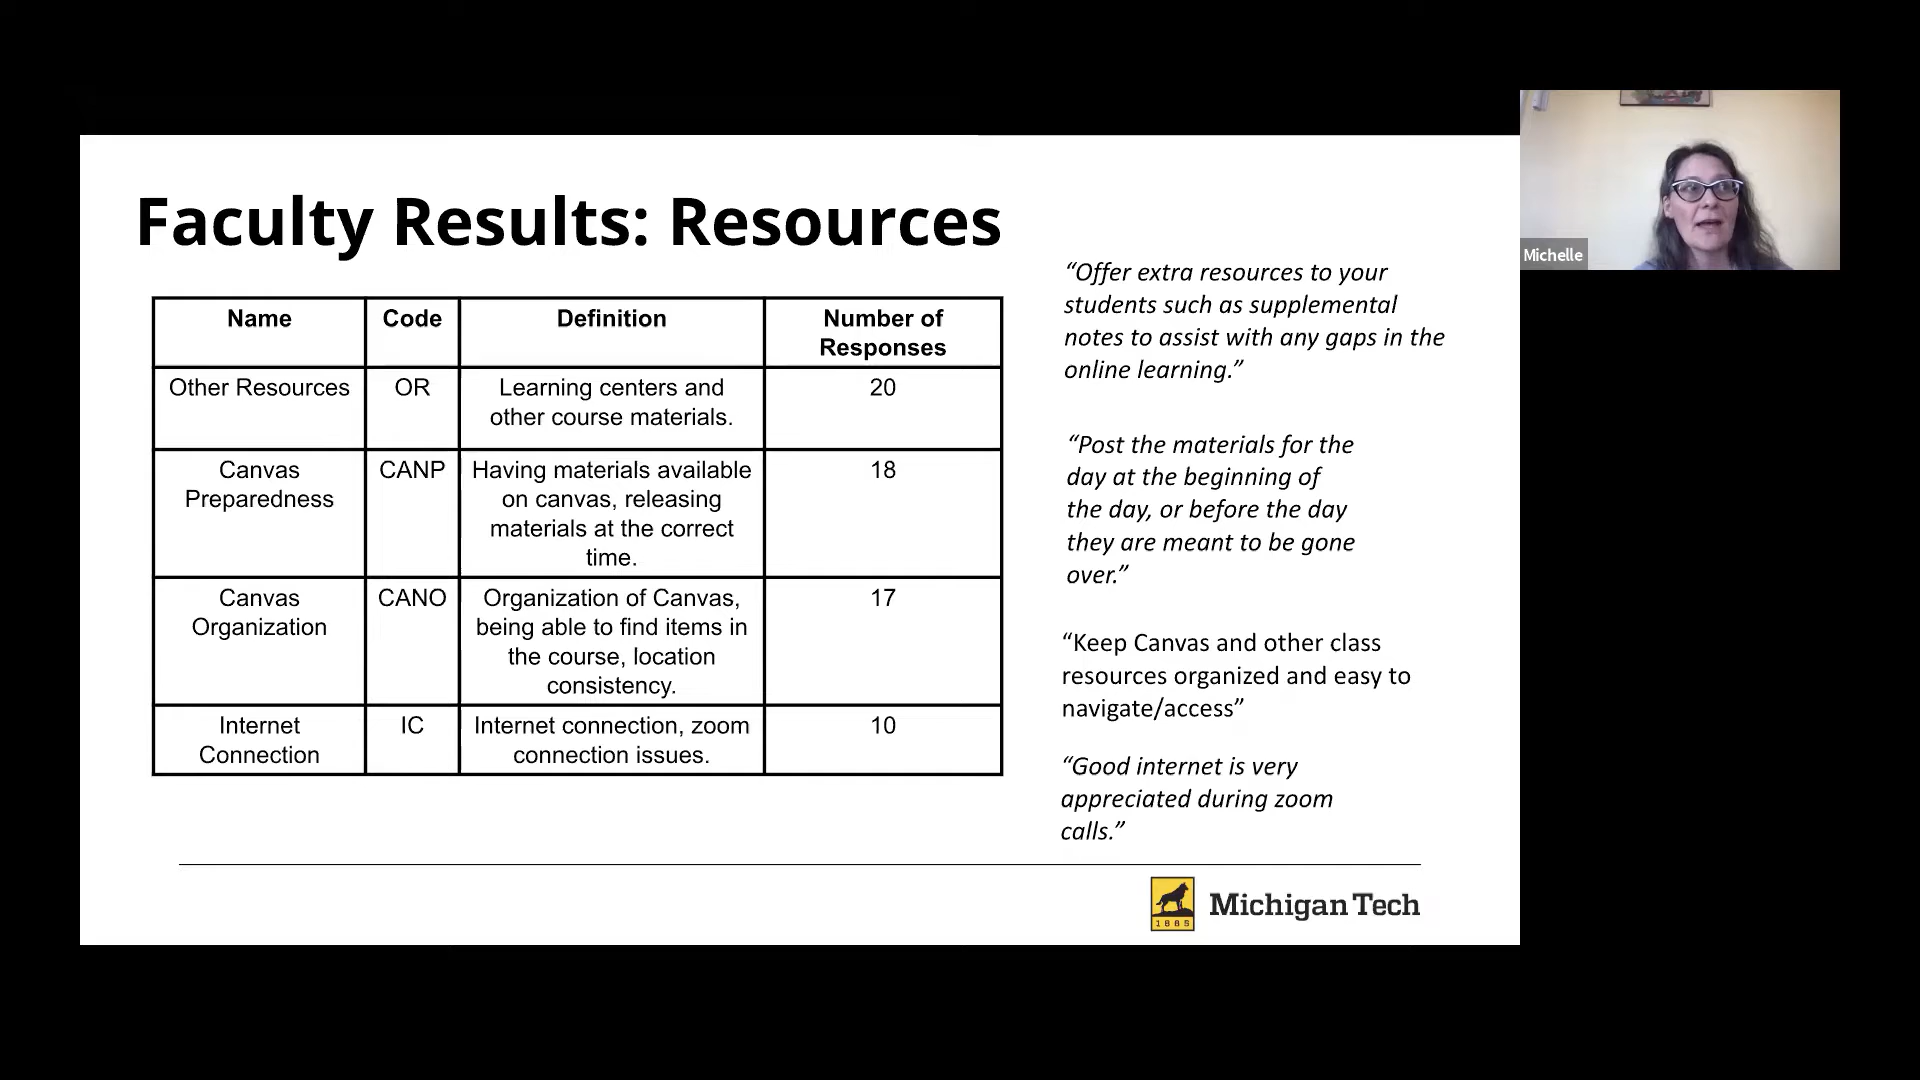 Faculty Results: Resources
Name
Code
Definition
Number of
Responses
Other Resources
OR
Learning centers and
other course materials.
20
Canvas
Preparedness
CANP
Having materials available
on canvas, releasing
materials at the correct
time.
18
Canvas
Organization
CANO
Organization of Canvas,
being able to find items in
the course, location
consistency.
17
Internet
Connection
IC
Internet connection, zoom
connection issues.
10
“Offer extra resources to your
students such as supplemental
notes to assist with any gaps in the
online learning.”
“Post the materials for the
day at the beginning of
the day, or before the day
they are meant to be gone
over.”
“Keep Canvas and other class
resources organized and easy to
navigate/access”
“Good internet is very
appreciated during zoom
calls.”
1885
Michigan Tech
Michelle